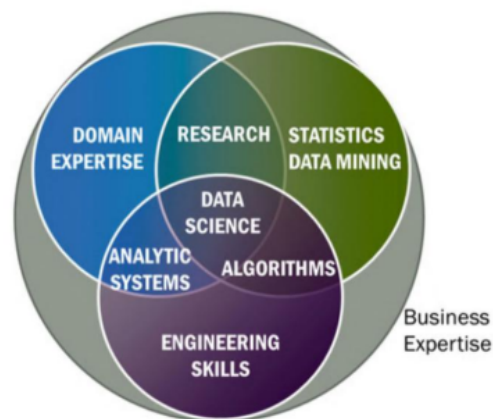 DOMAIN
EXPERTISE
RESEARCH
STATISTICS
DATA MINING
DATA
SCIENCE
ANALYTIC
SYSTEMS
ALGORITHMS
ENGINEERING
SKILLS
Business
Expertise